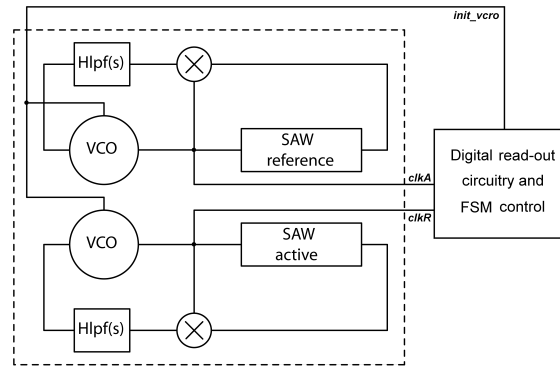 init_vcro
Hlpf(s)
VCO
SAW
reference
clkA
Digital read-out
circuitry and
FSM control
clkR
VCO
SAW
active
Hlpf(s)